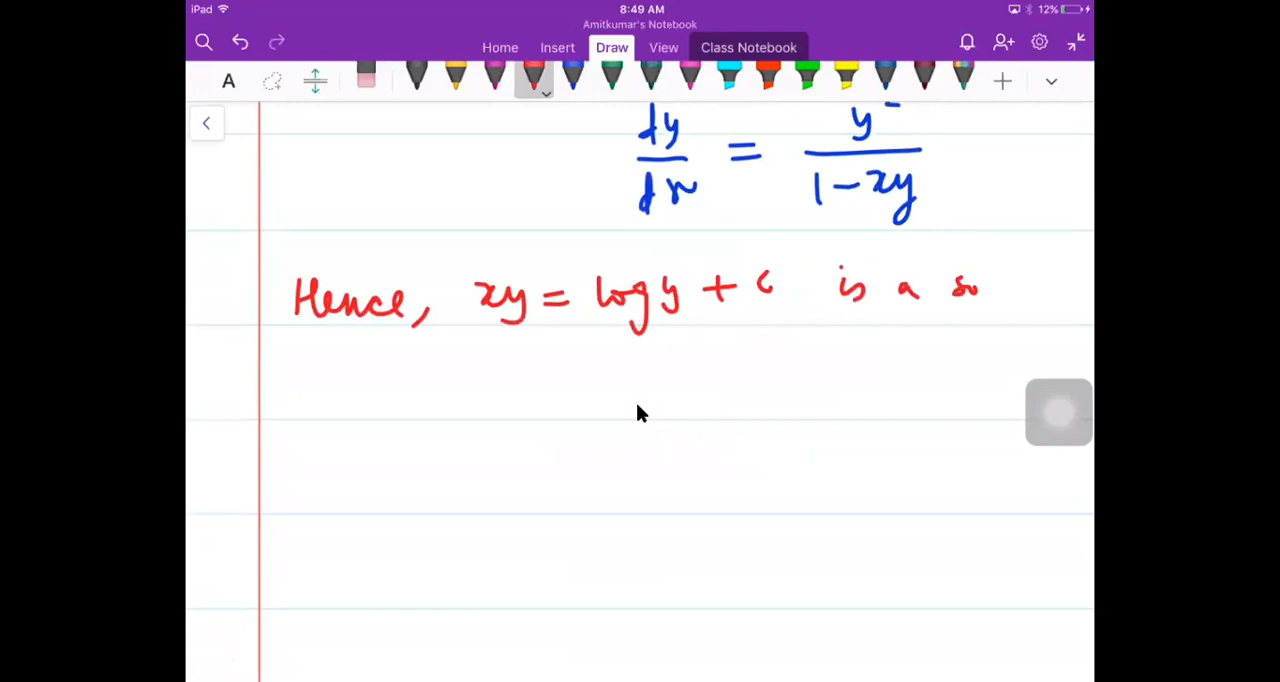 iPad 8:49 AM 12%
Amitkumar's Notebook
Home Insert Draw View Class Notebook
A
dy/dx = y²/(1-xy)
Hence, xy = log y + c is a so